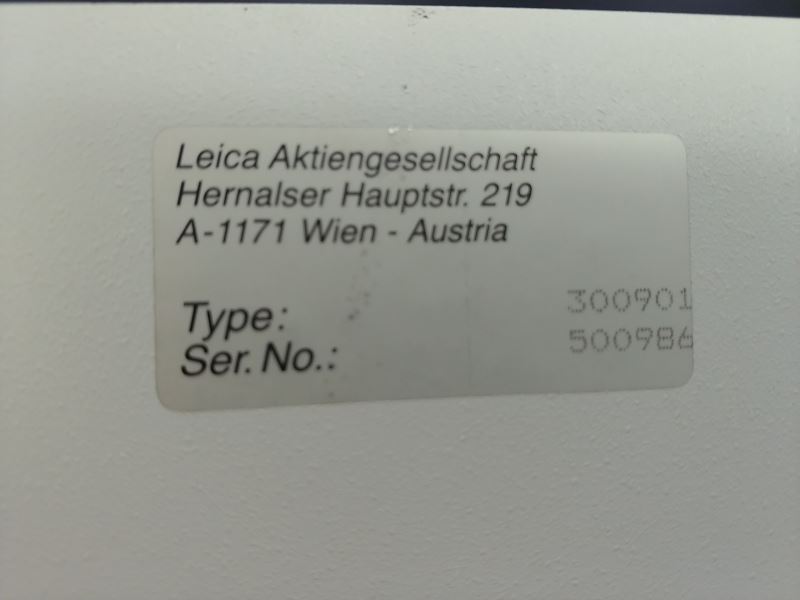 Leica Aktiengesellschaft
Hernalser Hauptstr. 219
A-1171 Wien - Austria
Type: 300901
Ser. No.: 500986